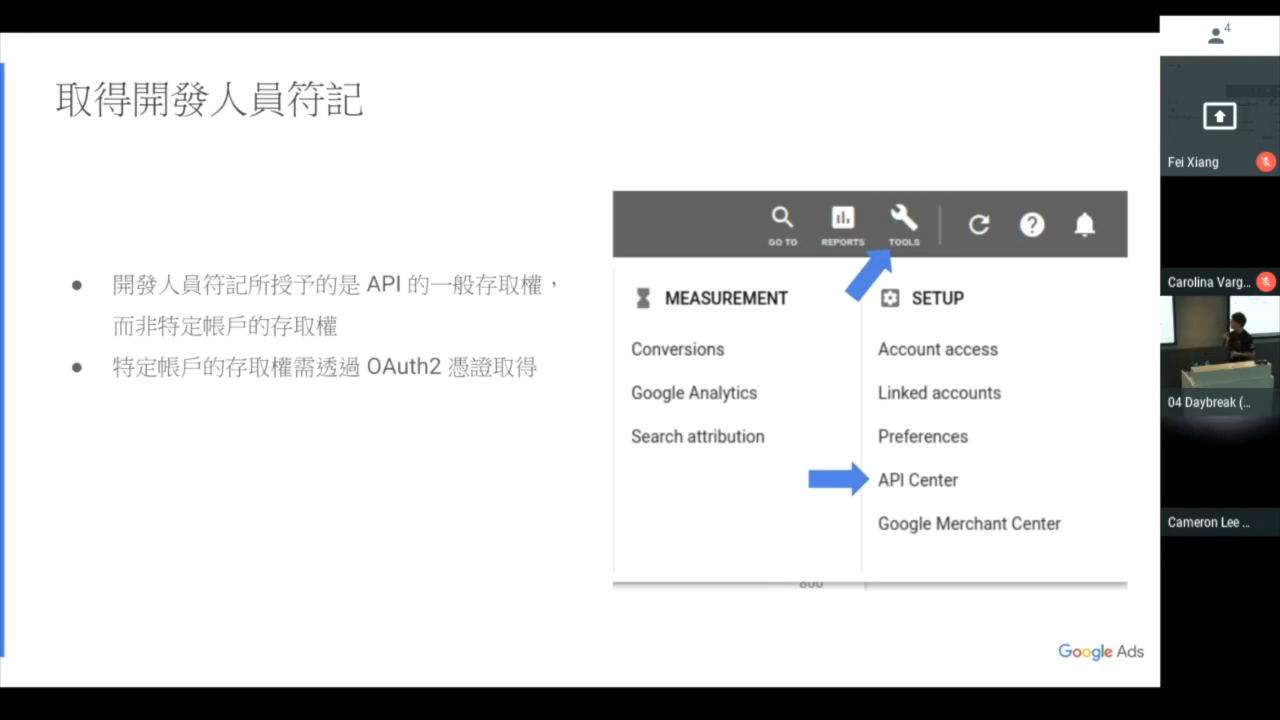 取得開發人員符記
開發人員符記所授予的是 API 的一般存取權，
而非特定帳戶的存取權
特定帳戶的存取權需透過 OAuth2 憑證取得
GO TO
REPORTS
TOOLS
MEASUREMENT
Conversions
Google Analytics
Search attribution
SETUP
Account access
Linked accounts
Preferences
API Center
Google Merchant Center
Google Ads
4
Fei Xiang
Carolina Varg...
04 Daybreak (...
Cameron Lee ...